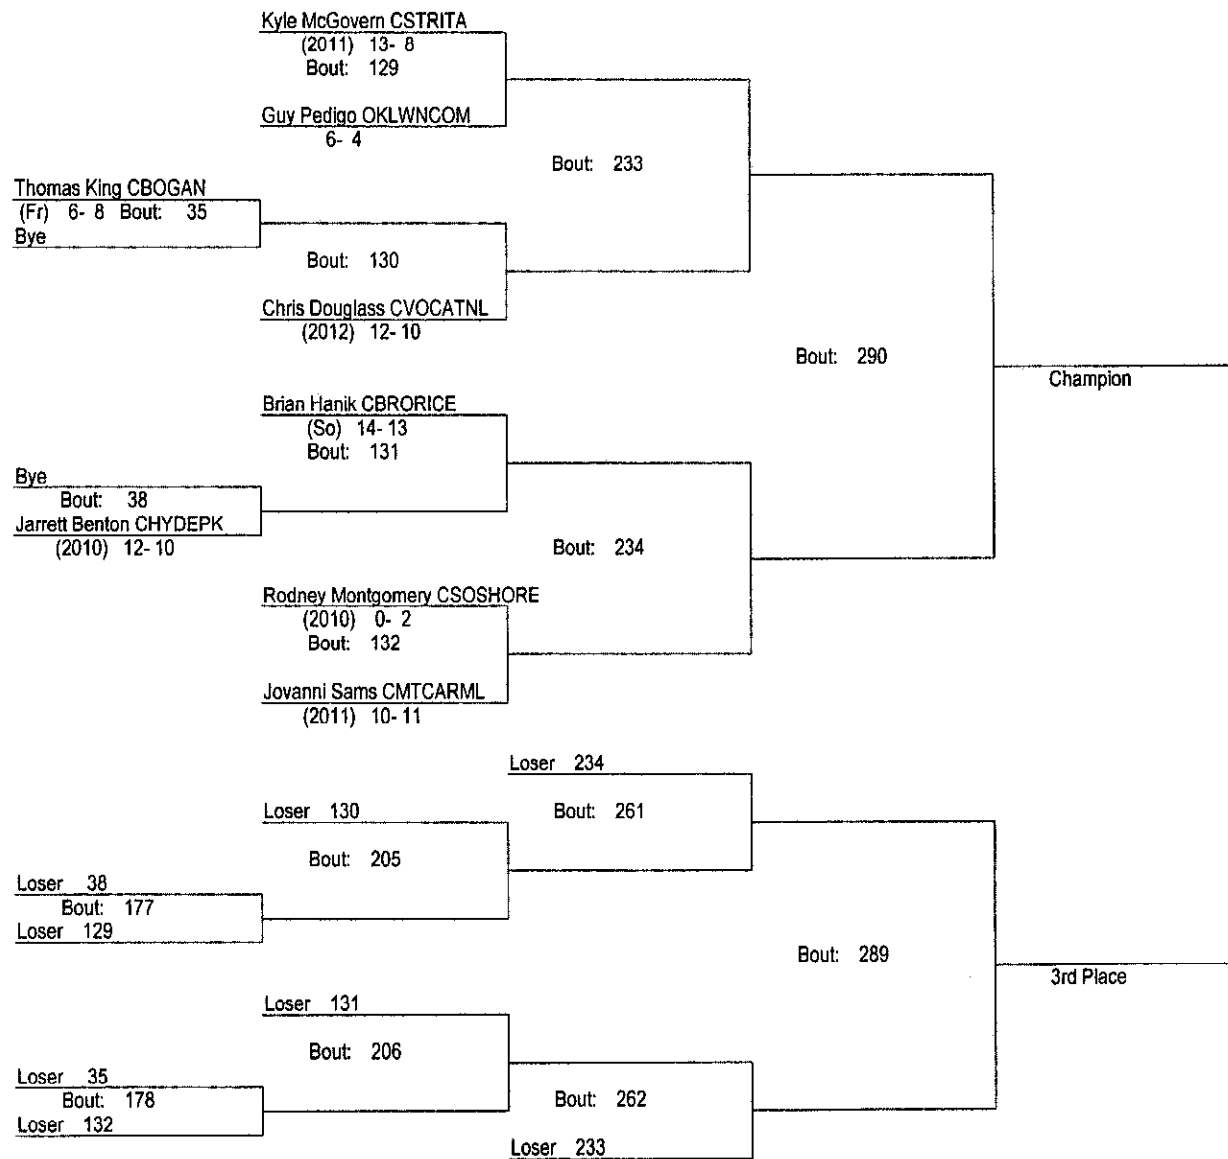 Kyle McGovern CSTRITA
(2011) 13- 8
Bout: 129
Guy Pedigo OKLWNCOM
6- 4
Bout: 233
Thomas King CBOGAN
(Fr) 6- 8 Bout: 35
Bye
Bout: 130
Chris Douglass CVOCATNL
(2012) 12- 10
Bout: 290
Champion
Brian Hanik CBRORICE
(So) 14- 13
Bout: 131
Bye
Bout: 38
Jarrett Benton CHYDEPK
(2010) 12- 10
Bout: 234
Rodney Montgomery CSOSHORE
(2010) 0- 2
Bout: 132
Jovanni Sams CMTCARML
(2011) 10- 11
Loser 234
Bout: 261
Loser 130
Bout: 205
Loser 38
Bout: 177
Loser 129
Bout: 289
3rd Place
Loser 131
Bout: 206
Loser 35
Bout: 178
Loser 132
Bout: 262
Loser 233